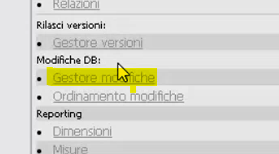 Relazioni
Rilasci versioni:
Gestore versioni
Modifiche DB:
Gestore modifiche
Ordinamento modifiche
Reporting
Dimensioni
Misure